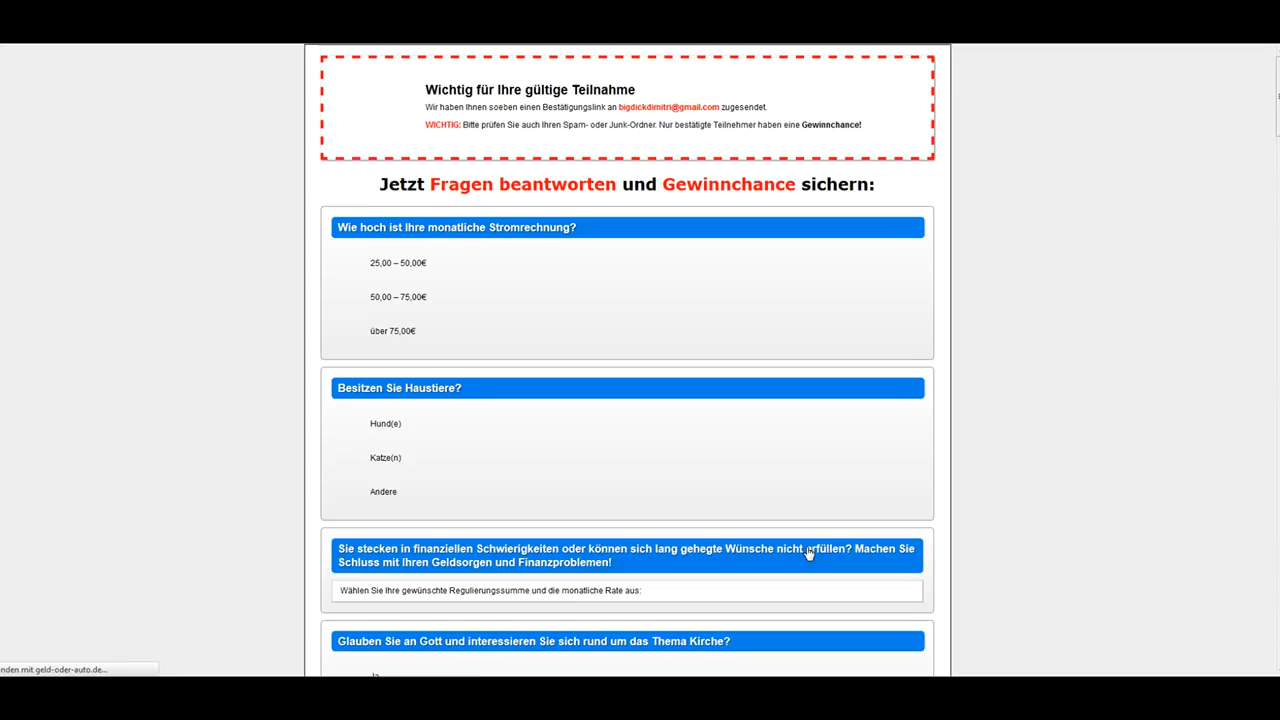 Wichtig für Ihre gültige Teilnahme
Wir haben Ihnen soeben einen Bestätigungslink an bigdickdimitri@gmail.com zugesendet.
WICHTIG: Bitte prüfen Sie auch Ihren Spam- oder Junk-Ordner. Nur bestätigte Teilnehmer haben eine Gewinnchance!
Jetzt Fragen beantworten und Gewinnchance sichern:
Wie hoch ist Ihre monatliche Stromrechnung?
25,00 – 50,00€
50,00 – 75,00€
über 75,00€
Besitzen Sie Haustiere?
Hund(e)
Katze(n)
Andere
Sie stecken in finanziellen Schwierigkeiten oder können sich lang gehegte Wünsche nicht erfüllen? Machen Sie
Schluss mit Ihren Geldsorgen und Finanzproblemen!
Wählen Sie Ihre gewünschte Regulierungssumme und die monatliche Rate aus:
Glauben Sie an Gott und interessieren Sie sich rund um das Thema Kirche?
Ja
nden mit geld-oder-auto.de...